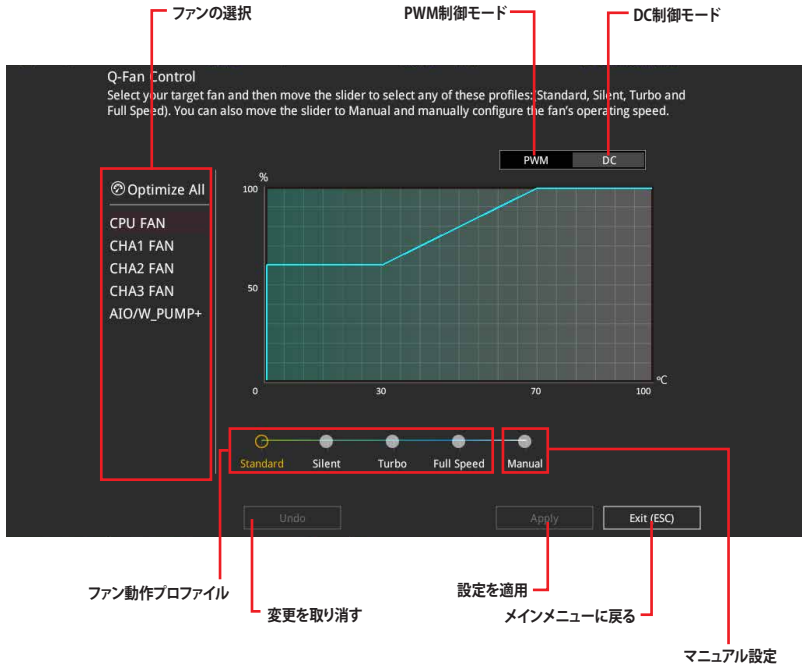 ファンの選択
PWM制御モード
DC制御モード
Q-Fan Control
Select your target fan and then move the slider to select any of these profiles:(Standard, Silent, Turbo and
Full Speed). You can also move the slider to Manual and manually configure the fan's operating speed.
PWM
DC
Optimize All
CPU FAN
CHA1 FAN
CHA2 FAN
CHA3 FAN
AIO/W_PUMP+
%
100
50
0
30
70
100
ºC
Standard
Silent
Turbo
Full Speed
Manual
Undo
Apply
Exit (ESC)
ファン動作プロファイル
変更を取り消す
設定を適用
メインメニューに戻る
マニュアル設定